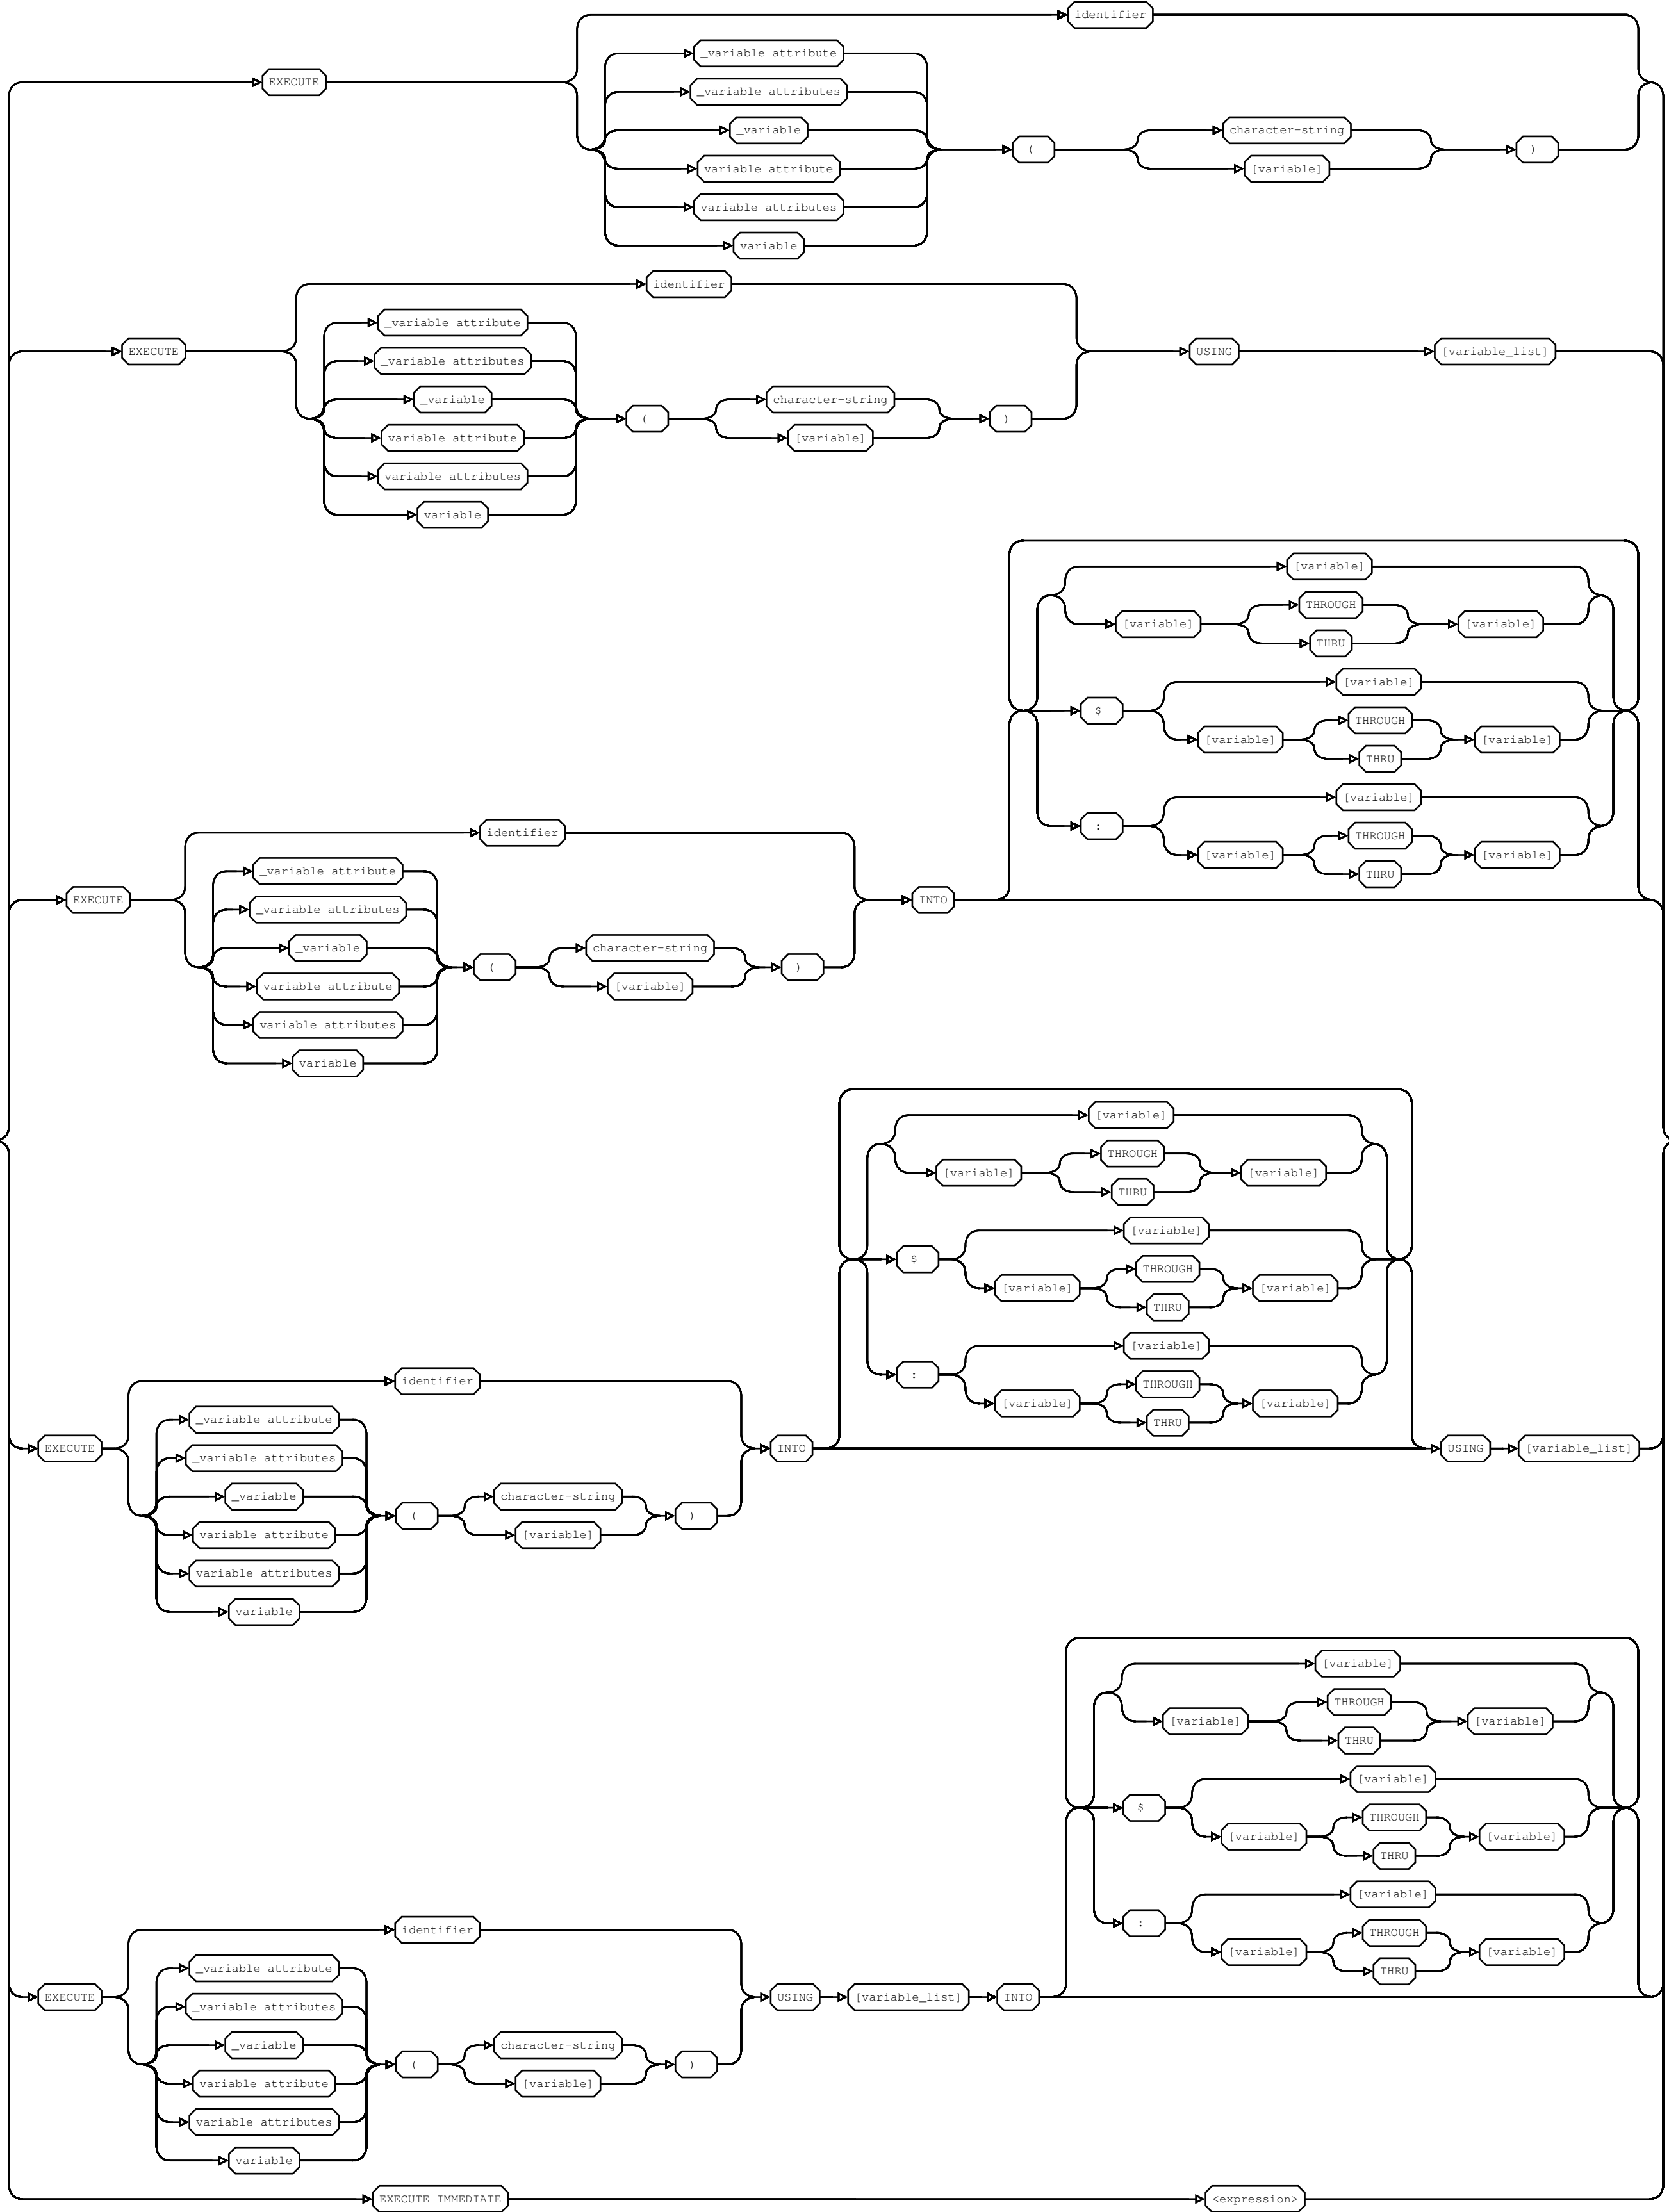 identifier
_variable attribute
EXECUTE
_variable attributes
_variable
character-string
(
)
variable attribute
[variable]
variable attributes
variable
identifier
_variable attribute
EXECUTE
USING
[variable_list]
_variable attributes
_variable
character-string
(
)
variable attribute
[variable]
variable attributes
variable
[variable]
THROUGH
[variable]
[variable]
THRU
[variable]
$
THROUGH
[variable]
[variable]
THRU
[variable]
:
identifier
THROUGH
[variable]
[variable]
_variable attribute
THRU
EXECUTE
INTO
_variable attributes
_variable
character-string
(
)
variable attribute
[variable]
variable attributes
variable
[variable]
THROUGH
[variable]
[variable]
THRU
[variable]
$
THROUGH
[variable]
[variable]
THRU
[variable]
:
identifier
THROUGH
[variable]
[variable]
_variable attribute
THRU
EXECUTE
INTO
USING
[variable_list]
_variable attributes
_variable
character-string
(
)
variable attribute
[variable]
variable attributes
variable
[variable]
THROUGH
[variable]
[variable]
THRU
[variable]
$
THROUGH
[variable]
[variable]
THRU
[variable]
:
identifier
THROUGH
[variable]
[variable]
_variable attribute
THRU
EXECUTE
USING
[variable_list]
INTO
_variable attributes
_variable
character-string
(
)
variable attribute
[variable]
variable attributes
variable
EXECUTE IMMEDIATE
<expression>